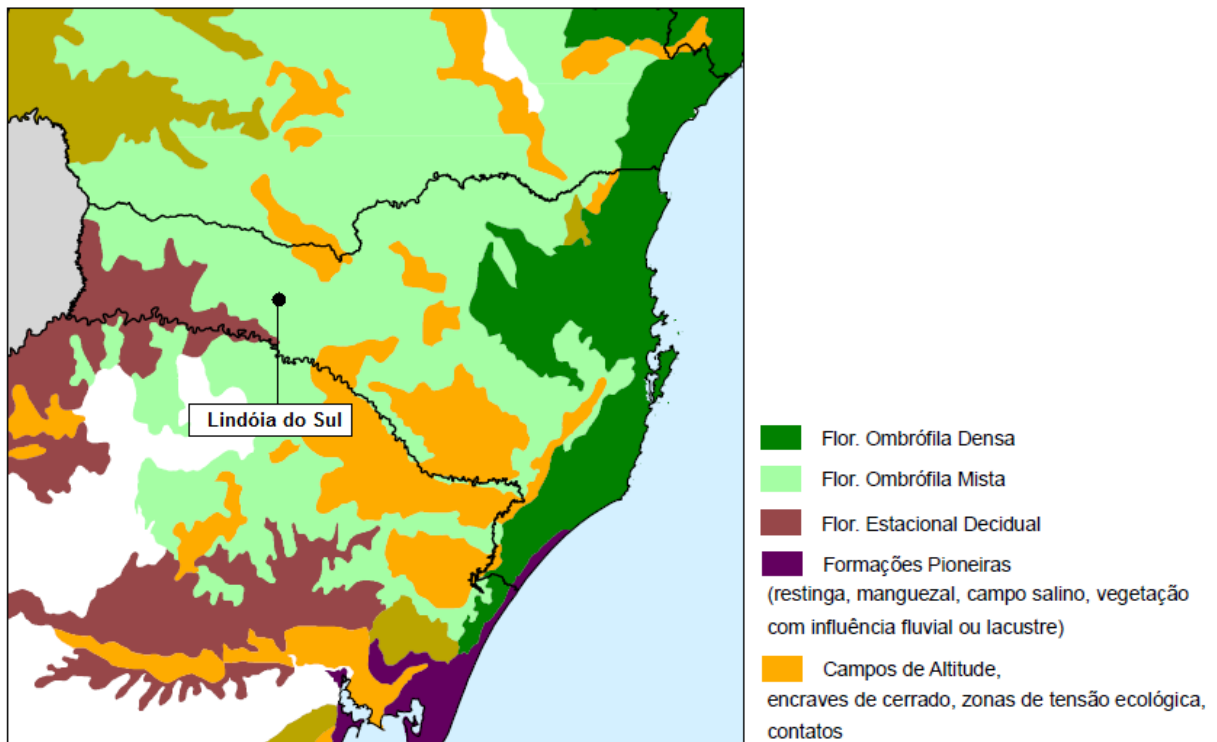 Lindóia do Sul
Flor. Ombrófila Densa
Flor. Ombrófila Mista
Flor. Estacional Decidual
Formações Pioneiras
(restinga, manguezal, campo salino, vegetação
com influência fluvial ou lacustre)
Campos de Altitude,
encraves de cerrado, zonas de tensão ecológica,
contatos